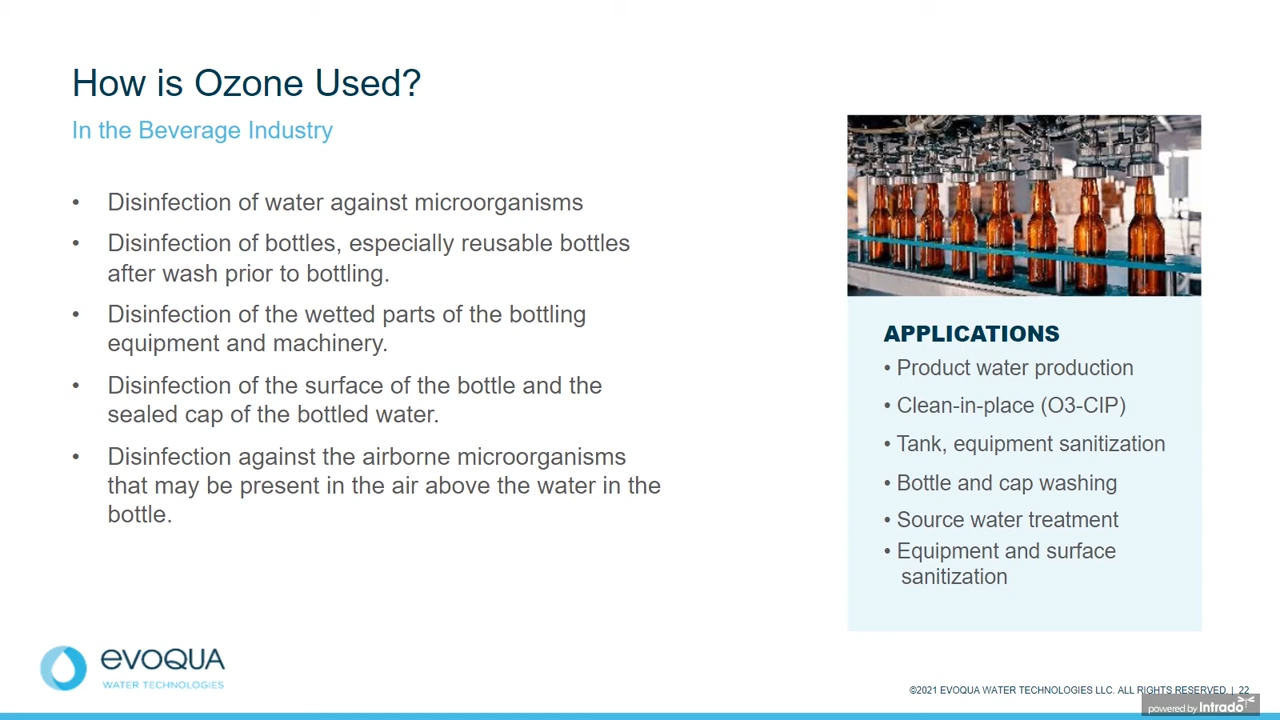 How is Ozone Used?
In the Beverage Industry
• Disinfection of water against microorganisms
• Disinfection of bottles, especially reusable bottles
after wash prior to bottling.
• Disinfection of the wetted parts of the bottling
equipment and machinery.
• Disinfection of the surface of the bottle and the
sealed cap of the bottled water.
• Disinfection against the airborne microorganisms
that may be present in the air above the water in the
bottle.
APPLICATIONS
• Product water production
• Clean-in-place (O3-CIP)
• Tank, equipment sanitization
• Bottle and cap washing
• Source water treatment
• Equipment and surface
sanitization
evoqua
WATER TECHNOLOGIES
©2021 EVOQUA WATER TECHNOLOGIES LLC. ALL RIGHTS RESERVED. | 22
powered by Intrado